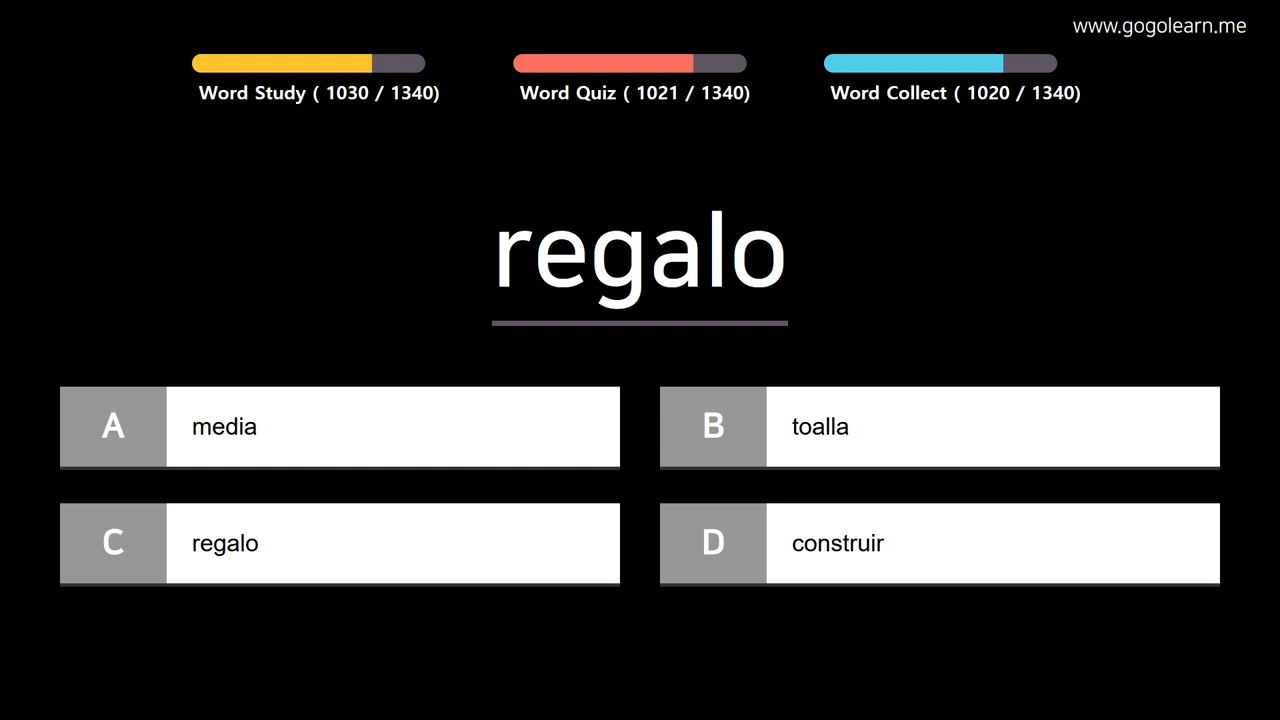 www.gogolearn.me
Word Study ( 1030 / 1340)
Word Quiz ( 1021 / 1340)
Word Collect ( 1020 / 1340)
regalo
A media
B toalla
C regalo
D construir